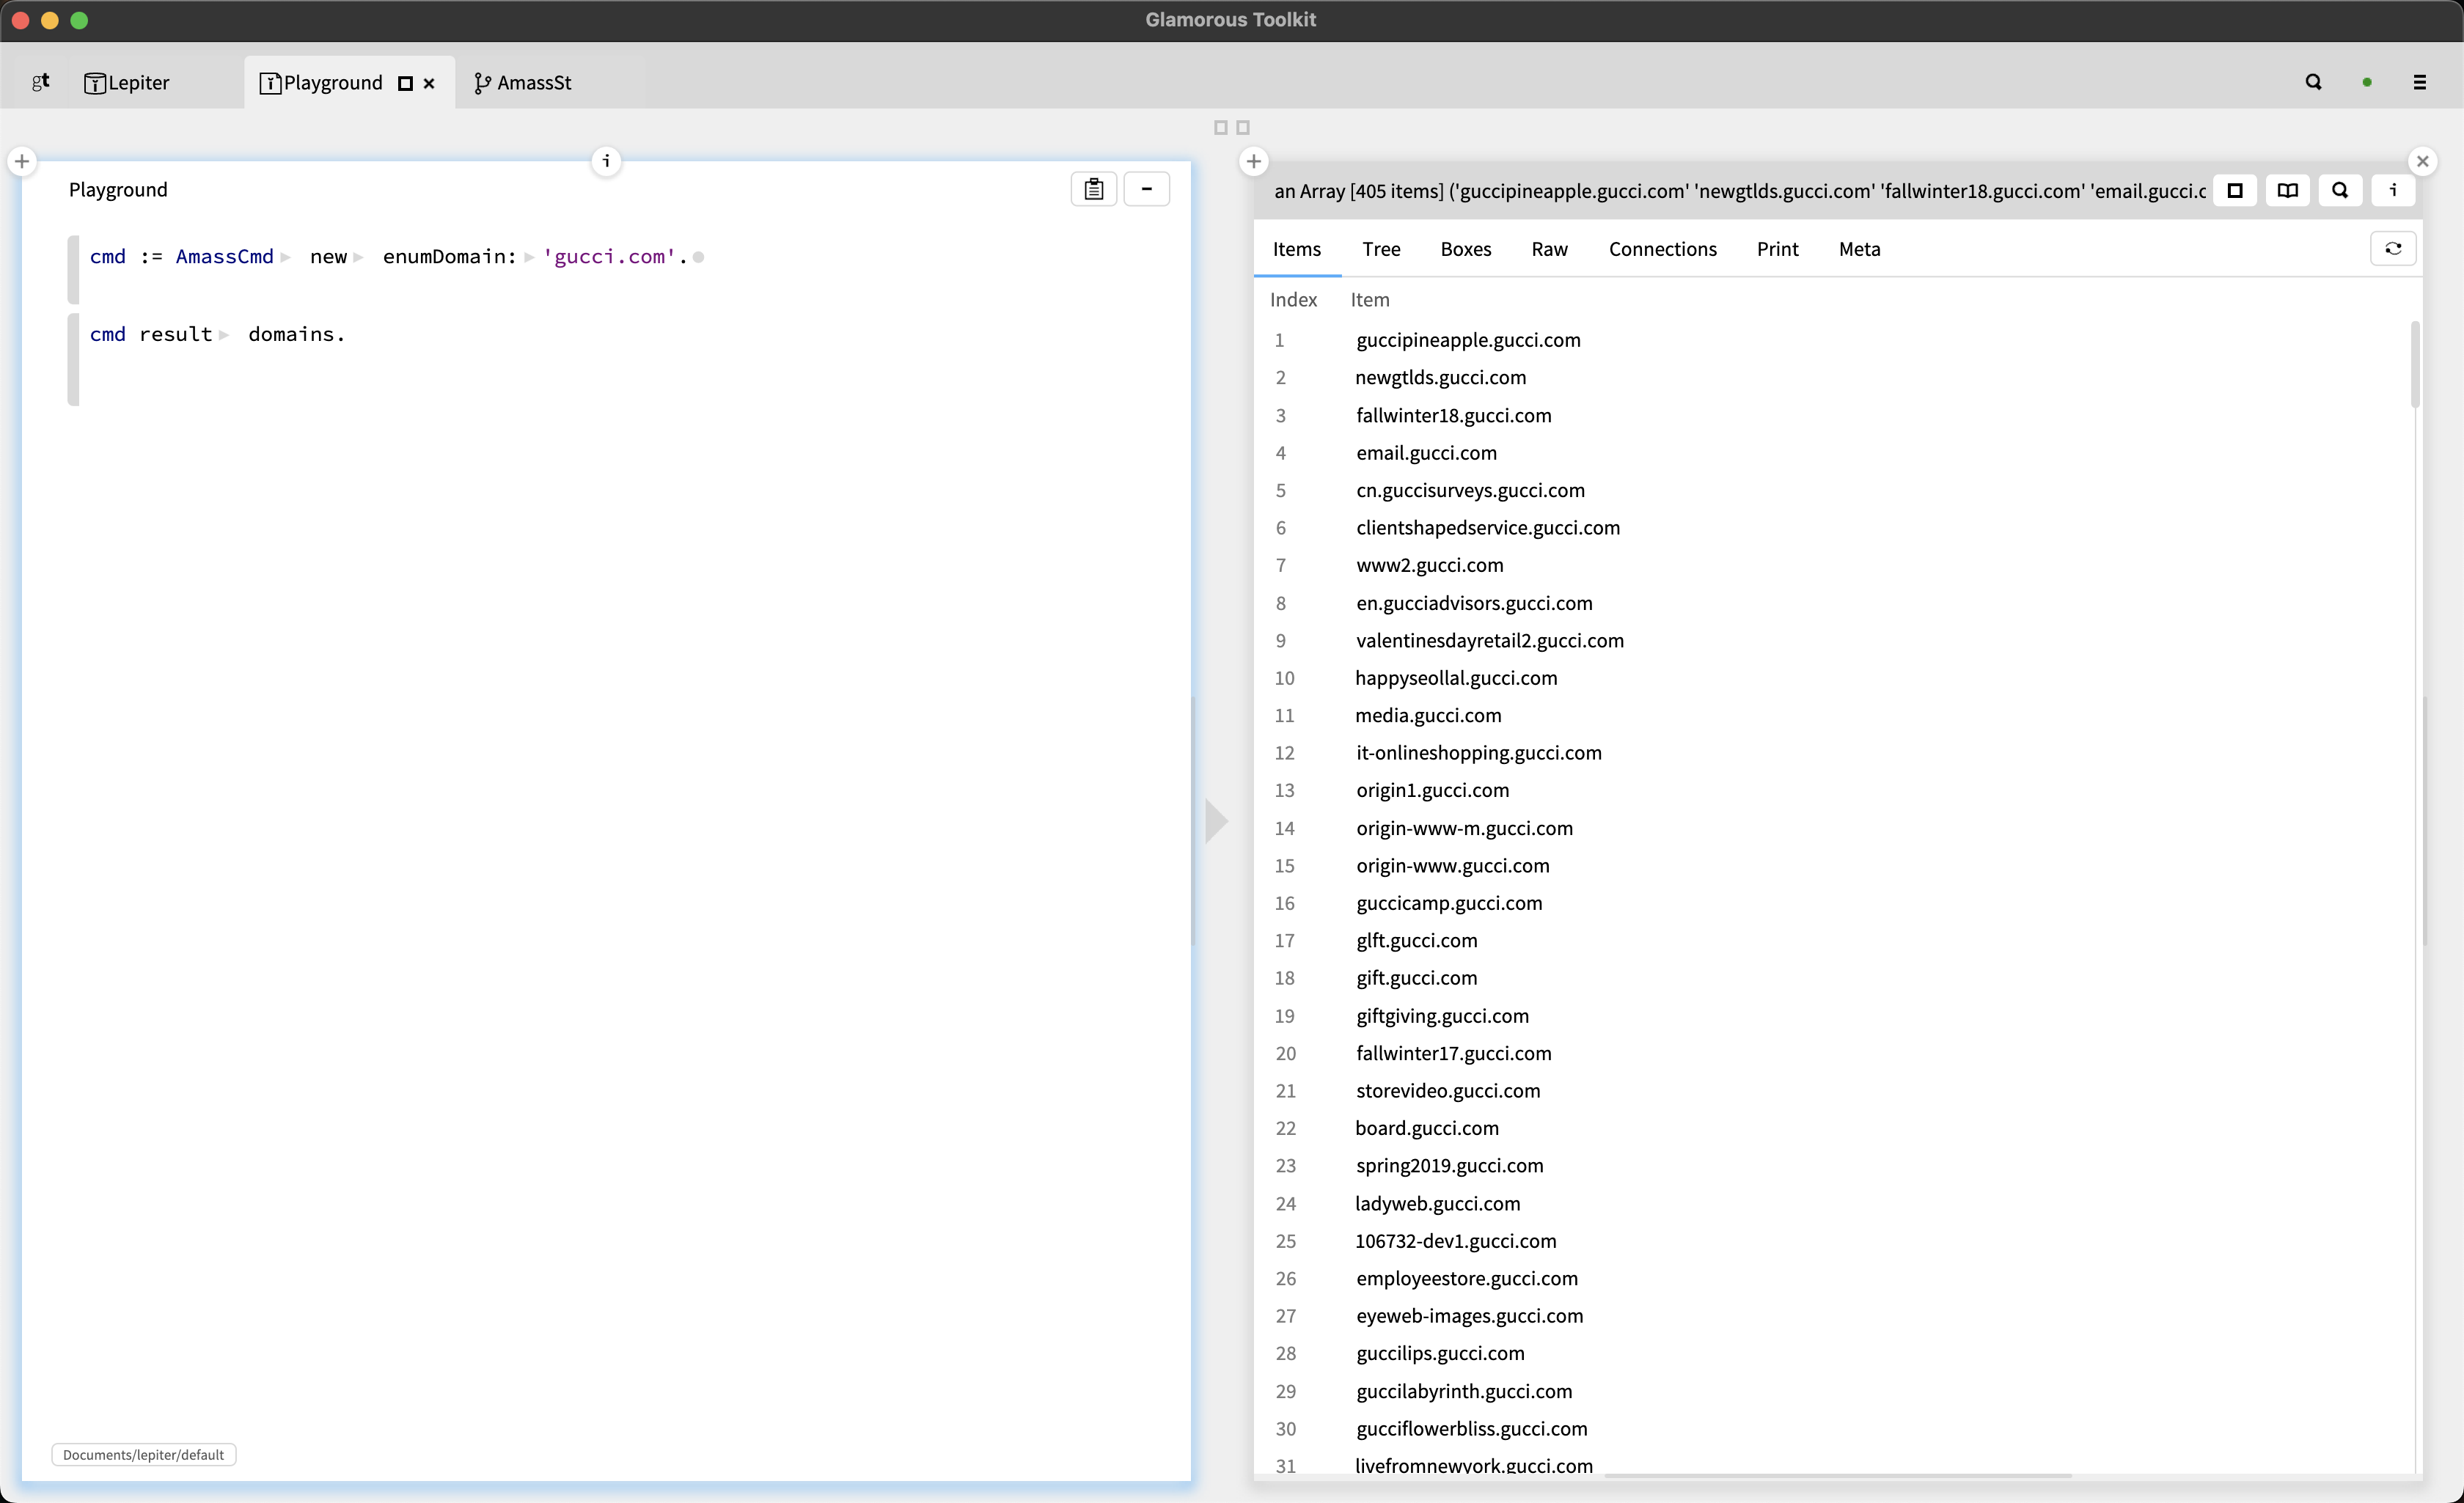 Glamorous Toolkit
gt Lepiter Playground AmassSt
Playground
cmd := AmassCmd new enumDomain: 'gucci.com'.
cmd result domains.
Documents/lepiter/default
an Array [405 items] ('guccipineapple.gucci.com' 'newgtlds.gucci.com' 'fallwinter18.gucci.com' 'email.gucci.c
Items Tree Boxes Raw Connections Print Meta
Index Item
1 guccipineapple.gucci.com
2 newgtlds.gucci.com
3 fallwinter18.gucci.com
4 email.gucci.com
5 cn.guccisurveys.gucci.com
6 clientshapedservice.gucci.com
7 www2.gucci.com
8 en.gucciadvisors.gucci.com
9 valentinesdayretail2.gucci.com
10 happyseollal.gucci.com
11 media.gucci.com
12 it-onlineshopping.gucci.com
13 origin1.gucci.com
14 origin-www-m.gucci.com
15 origin-www.gucci.com
16 guccicamp.gucci.com
17 glft.gucci.com
18 gift.gucci.com
19 giftgiving.gucci.com
20 fallwinter17.gucci.com
21 storevideo.gucci.com
22 board.gucci.com
23 spring2019.gucci.com
24 ladyweb.gucci.com
25 106732-dev1.gucci.com
26 employeestore.gucci.com
27 eyeweb-images.gucci.com
28 guccilips.gucci.com
29 guccilabyrinth.gucci.com
30 gucciflowerbliss.gucci.com
31 livefromnewyork.gucci.com